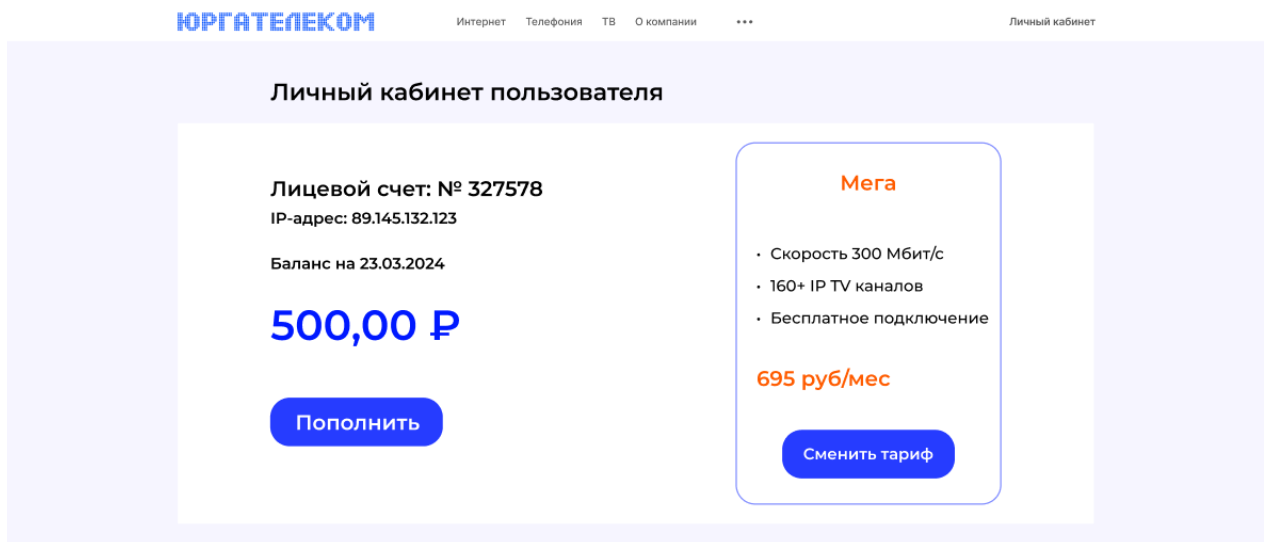 ЮРГАТЕЛЕКОМ Интернет Телефония ТВ О компании ••• Личный кабинет
Личный кабинет пользователя
Лицевой счет: № 327578
IP-адрес: 89.145.132.123
Баланс на 23.03.2024
500,00 ₽
Пополнить
Мега
• Скорость 300 Мбит/с
• 160+ IP TV каналов
• Бесплатное подключение
695 руб/мес
Сменить тариф